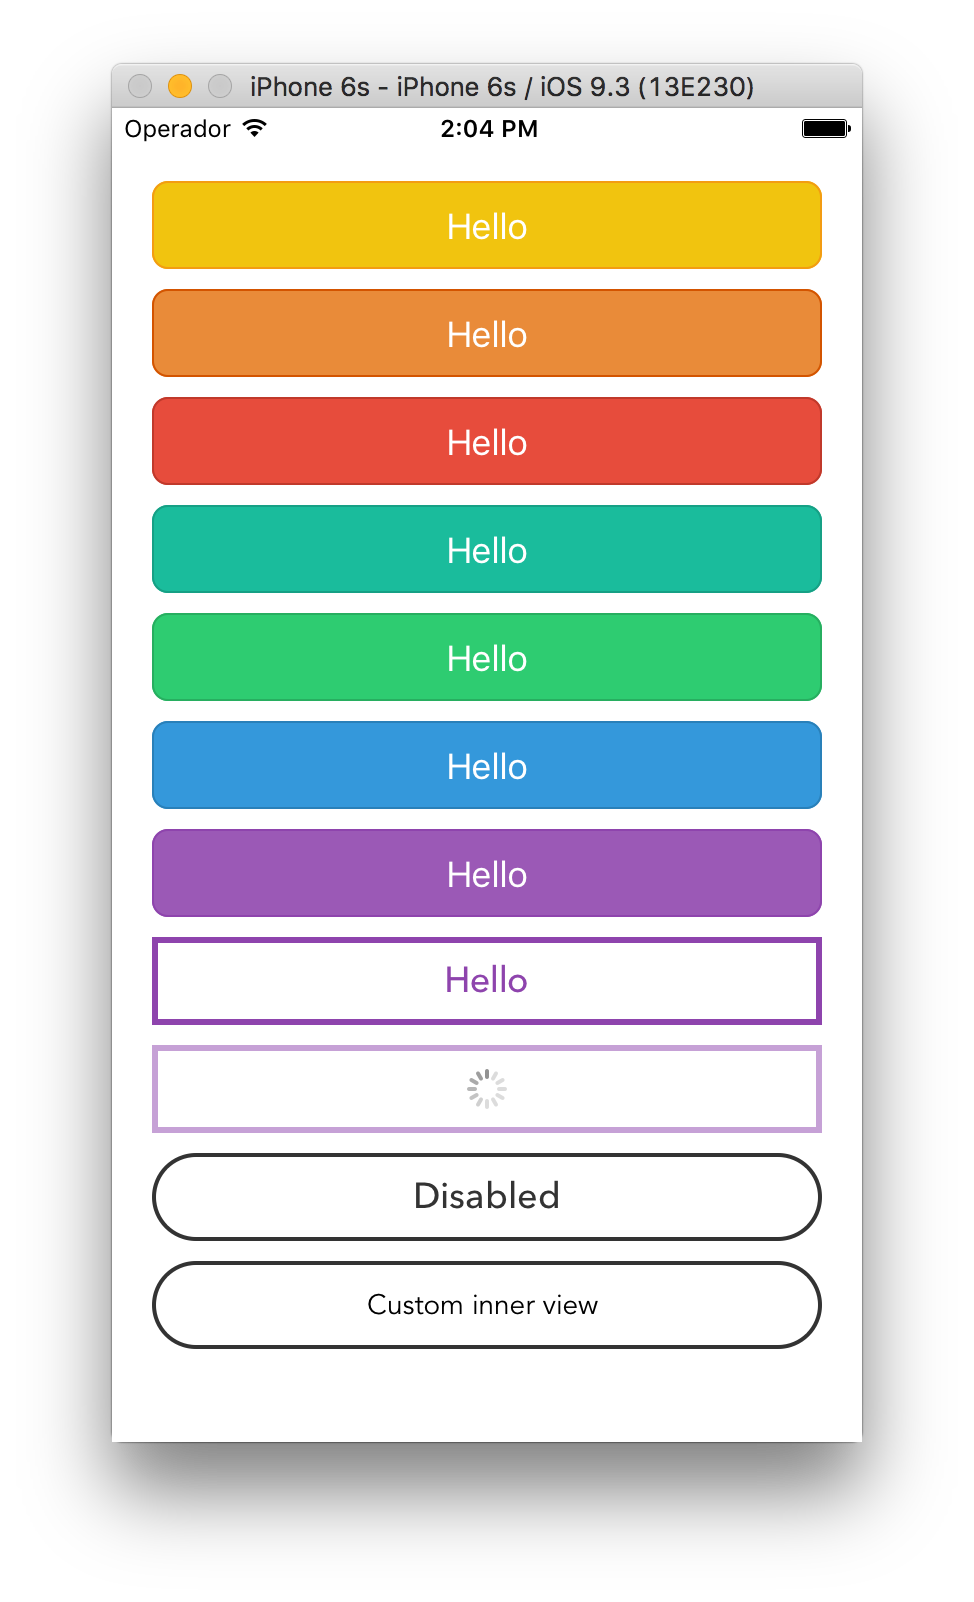 iPhone 6s - iPhone 6s / iOS 9.3 (13E230)
Operador 2:04 PM
Hello
Hello
Hello
Hello
Hello
Hello
Hello
Hello
Disabled
Custom inner view